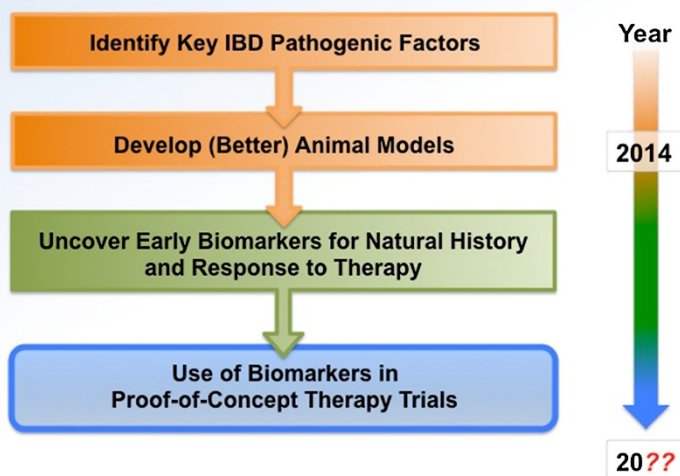 Identify Key IBD Pathogenic Factors
Year
Develop (Better) Animal Models
2014
Uncover Early Biomarkers for Natural History
and Response to Therapy
Use of Biomarkers in
Proof-of-Concept Therapy Trials
20??